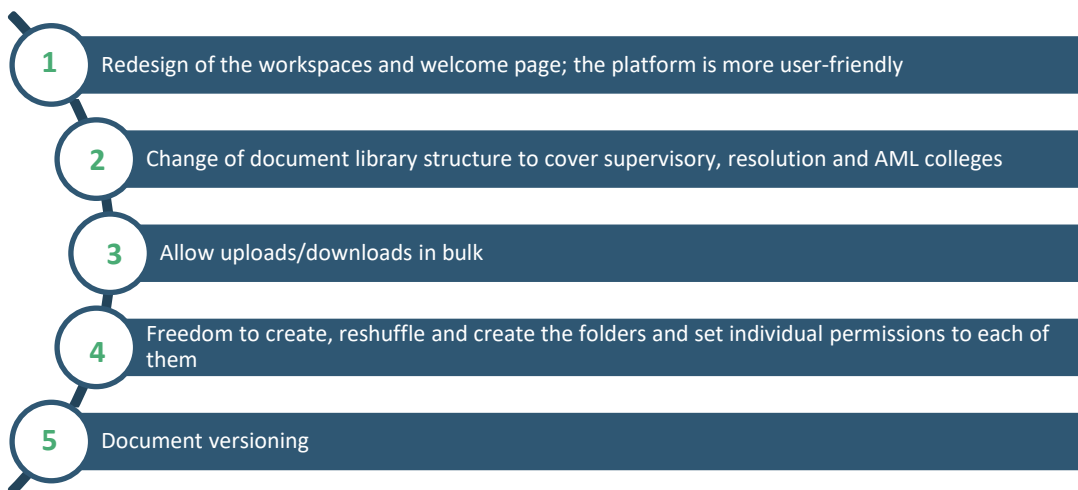 1
Redesign of the workspaces and welcome page; the platform is more user-friendly
2
Change of document library structure to cover supervisory, resolution and AML colleges
3
Allow uploads/downloads in bulk
4
Freedom to create, reshuffle and create the folders and set individual permissions to each of
them
5
Document versioning